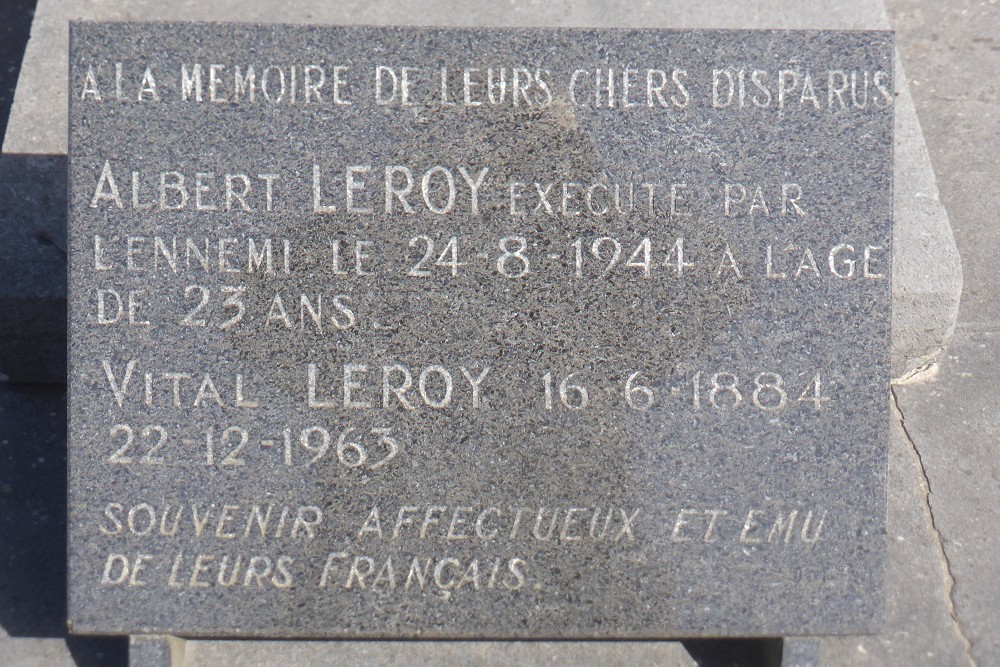 A LA MEMOIRE DE LEURS CHERS DISPARUS
ALBERT LEROY EXECUTE PAR
L'ENNEMI LE 24-8-1944 A L'AGE
DE 23 ANS
VITAL LEROY 16-6-1884
22-12-1963
SOUVENIR AFFECTUEUX ET EMU
DE LEURS FRANÇAIS.